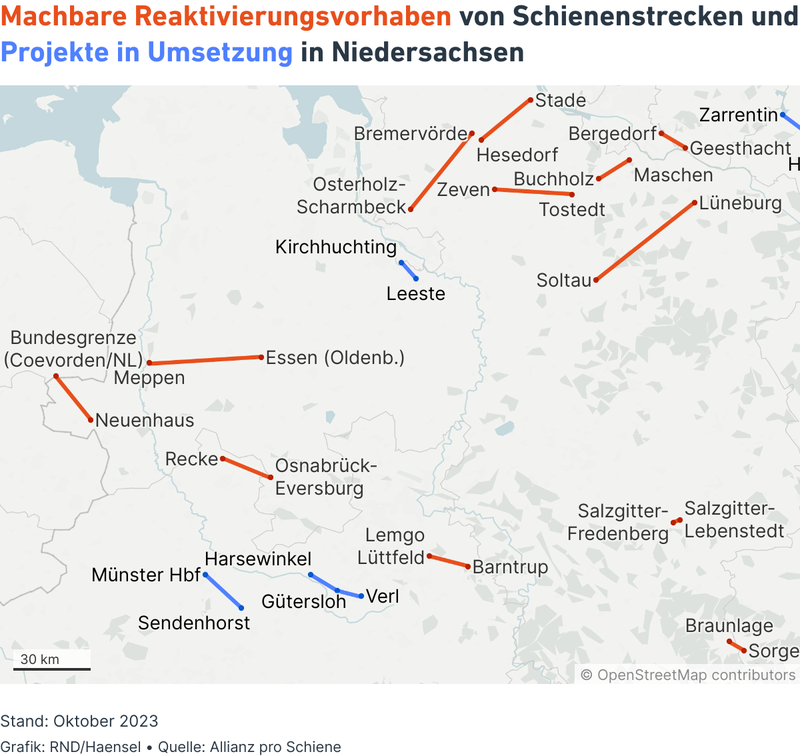 Machbare Reaktivierungsvorhaben von Schienenstrecken und
Projekte in Umsetzung in Niedersachsen
Stade
Zarrentin
Bremervörde
Bergedorf
Hesedorf
Geesthacht
H
Buchholz
Maschen
Osterholz-
Scharmbeck
Zeven
Tostedt
Lüneburg
Kirchhuchting
Leeste
Soltau
Bundesgrenze
(Coevorden/NL)
Essen (Oldenb.)
Meppen
Neuenhaus
Recke
Osnabrück-
Eversburg
Salzgitter-
Fredenberg
Salzgitter-
Lebenstedt
Lemgo
Lüttfeld
Barntrup
Harsewinkel
Münster Hbf
Gütersloh
Verl
Sendenhorst
Braunlage
Sorge
30 km
© OpenStreetMap contributors
Stand: Oktober 2023
Grafik: RND/Haensel • Quelle: Allianz pro Schiene